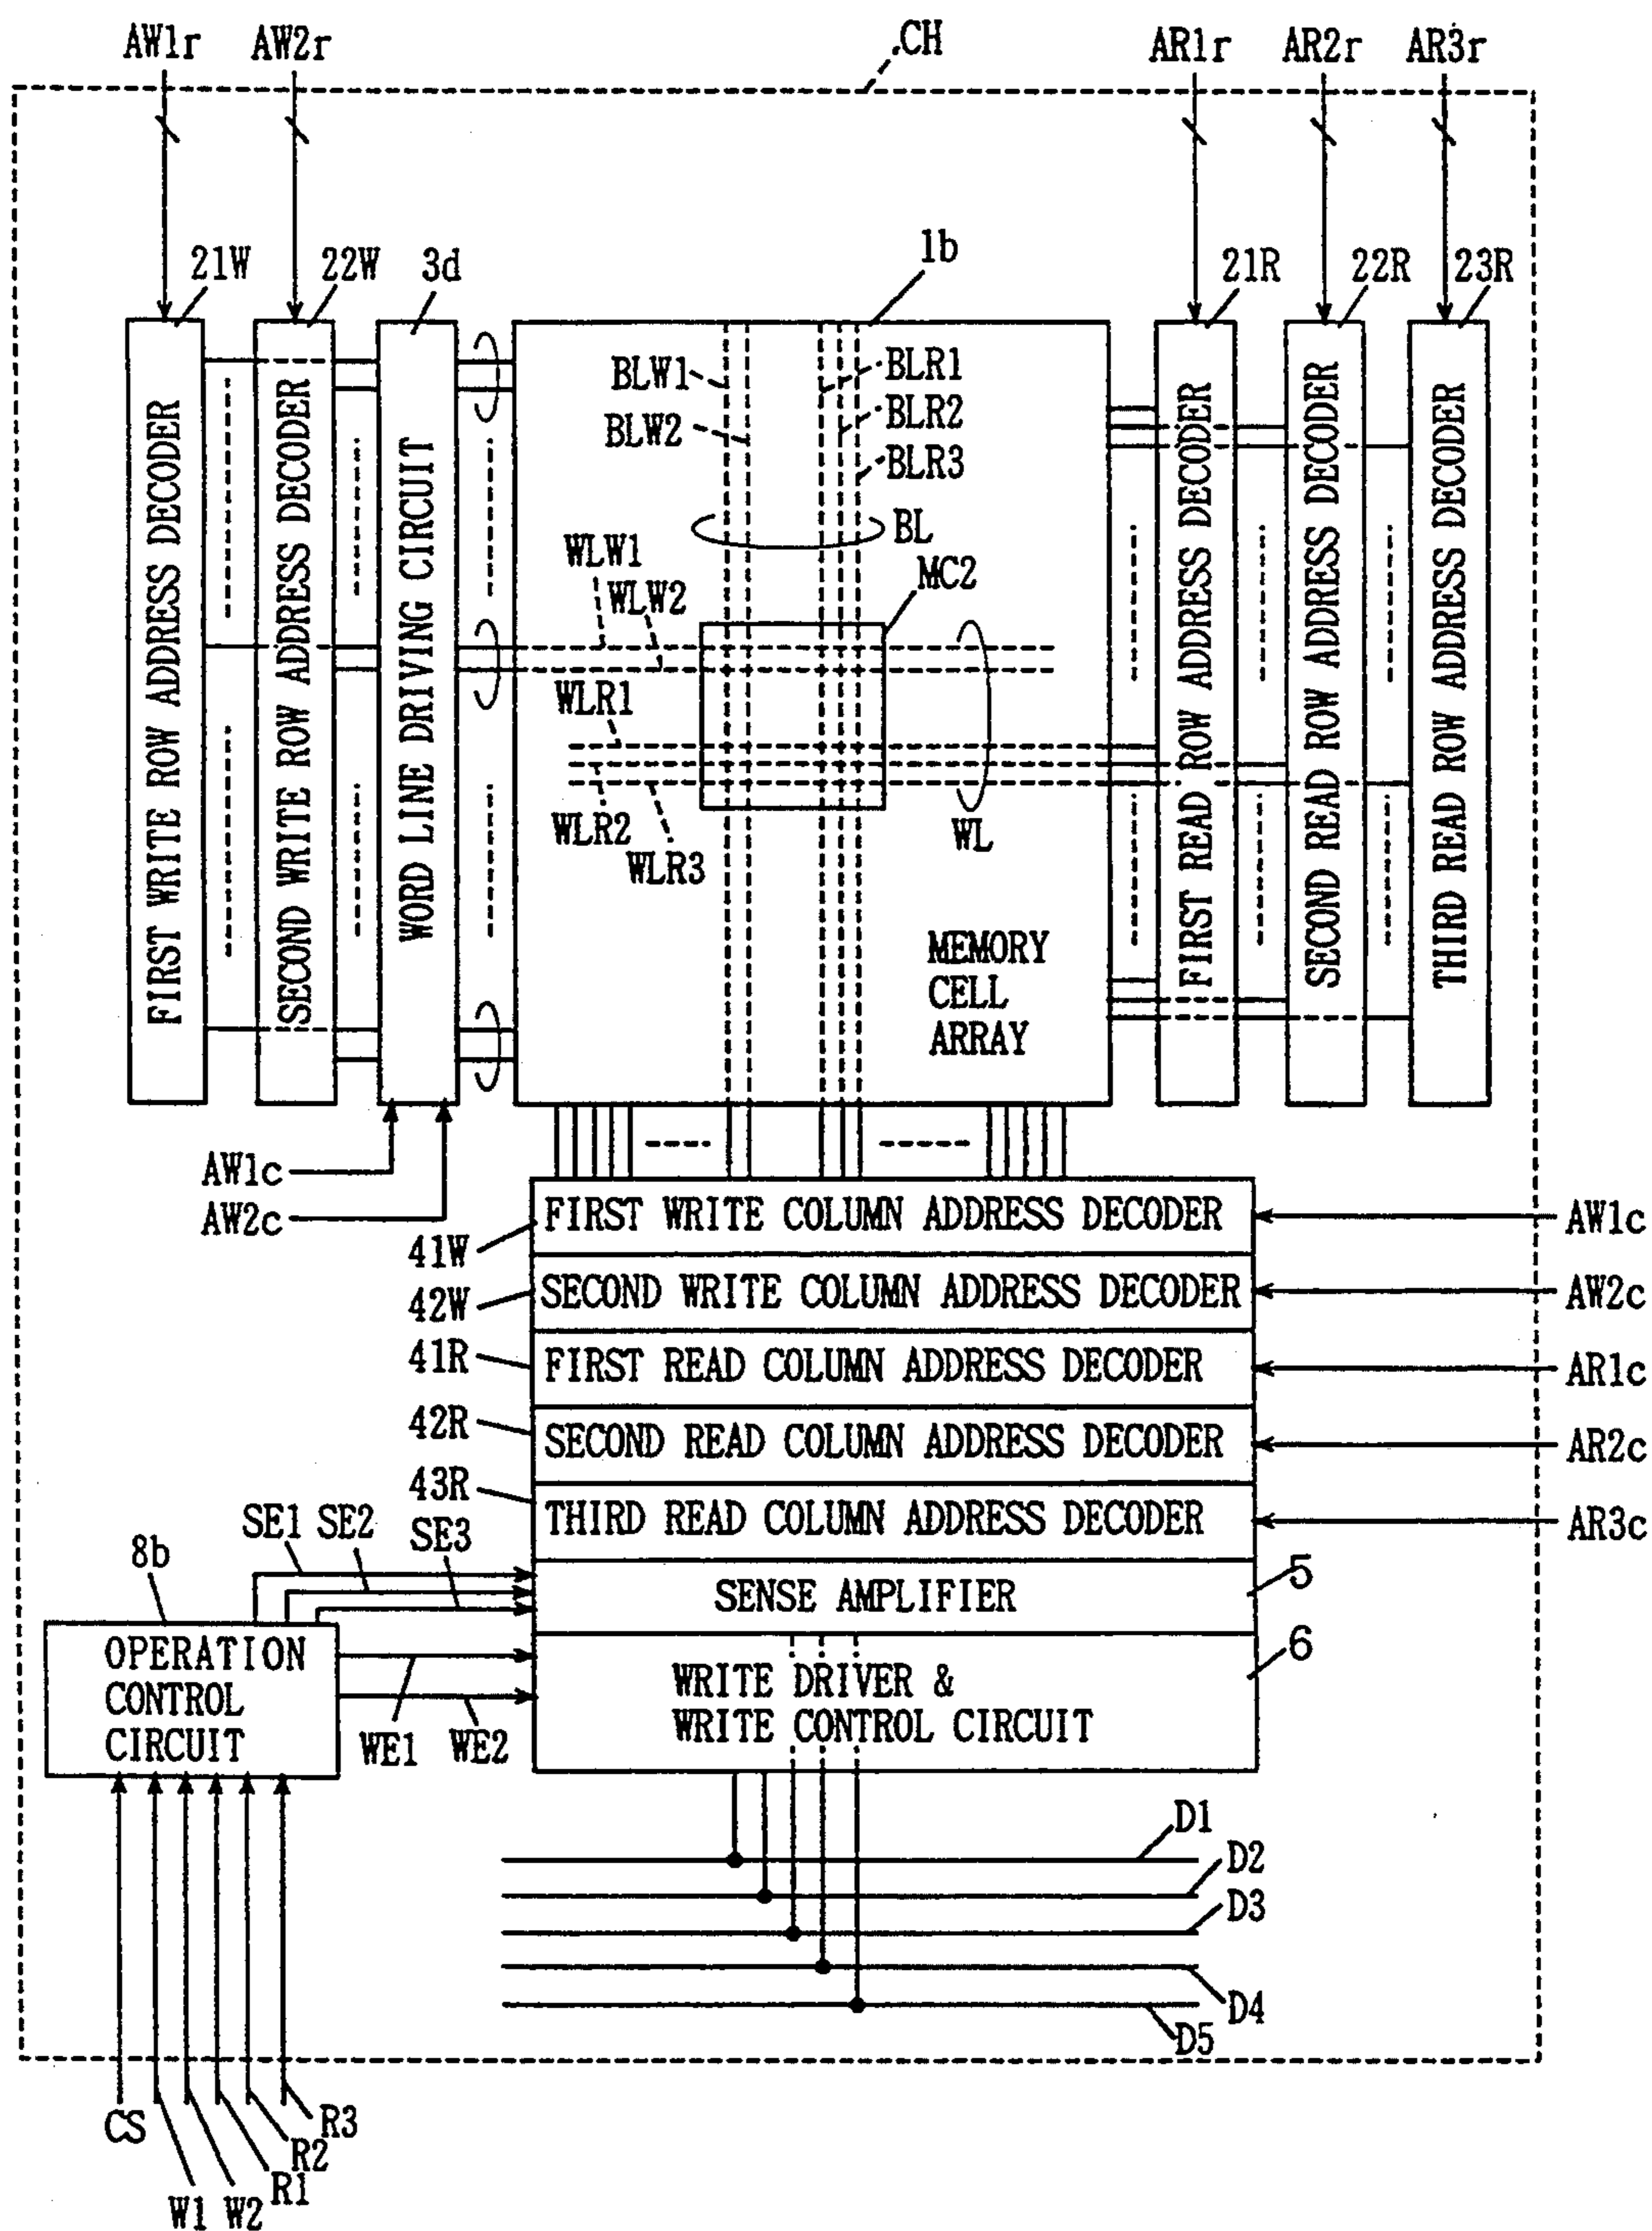 AW1r
AW2r
CH
AR1r
AR2r
AR3r
21W
22W
3d
1b
21R
22R
23R
FIRST WRITE ROW ADDRESS DECODER
SECOND WRITE ROW ADDRESS DECODER
WORD LINE DRIVING CIRCUIT
BLW1
BLW2
BLR1
BLR2
BLR3
BL
MC2
WLW1
WLW2
WLR1
WLR2
WLR3
WL
MEMORY
CELL
ARRAY
FIRST READ ROW ADDRESS DECODER
SECOND READ ROW ADDRESS DECODER
THIRD READ ROW ADDRESS DECODER
AW1c
AW2c
41W
FIRST WRITE COLUMN ADDRESS DECODER
AW1c
42W
SECOND WRITE COLUMN ADDRESS DECODER
AW2c
41R
FIRST READ COLUMN ADDRESS DECODER
AR1c
42R
SECOND READ COLUMN ADDRESS DECODER
AR2c
43R
THIRD READ COLUMN ADDRESS DECODER
AR3c
SE1
SE2
SE3
8b
SENSE AMPLIFIER
5
OPERATION
CONTROL
CIRCUIT
WE1
WE2
WRITE DRIVER &
WRITE CONTROL CIRCUIT
6
D1
D2
D3
D4
D5
CS
W1
W2
R1
R2
R3